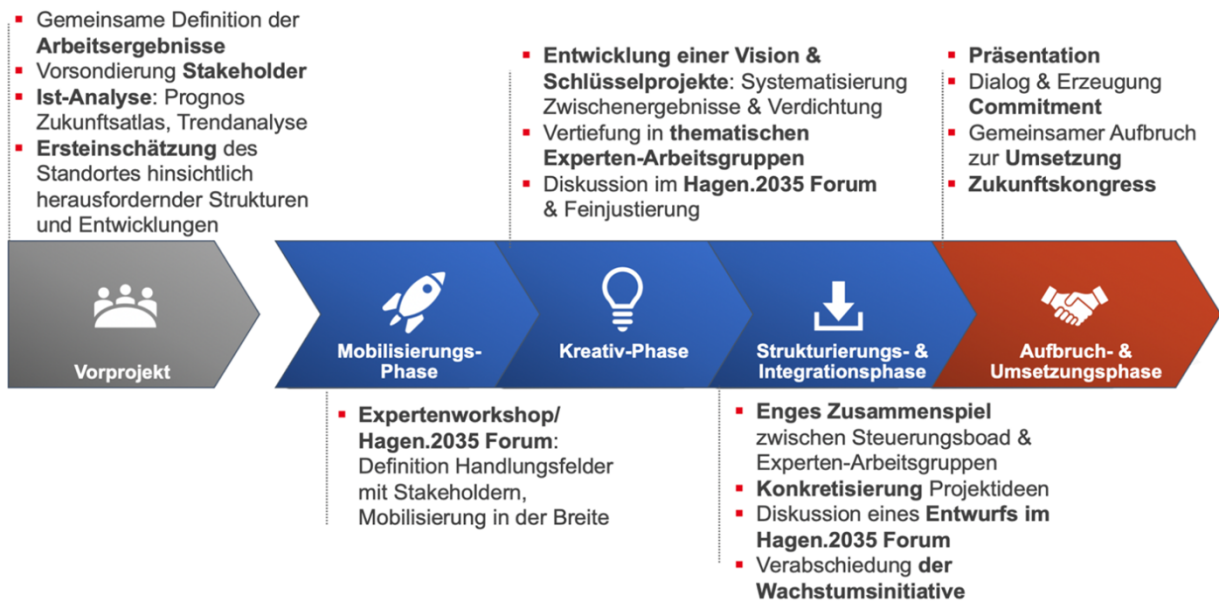 Gemeinsame Definition der
Arbeitsergebnisse
Vorsondierung Stakeholder
Ist-Analyse: Prognos
Zukunftsatlas, Trendanalyse
Ersteinschätzung des
Standortes hinsichtlich
herausfordernder Strukturen
und Entwicklungen
Entwicklung einer Vision &
Schlüsselprojekte: Systematisierung
Zwischenergebnisse & Verdichtung
Vertiefung in thematischen
Experten-Arbeitsgruppen
Diskussion im Hagen.2035 Forum
& Feinjustierung
Präsentation
Dialog & Erzeugung
Commitment
Gemeinsamer Aufbruch
zur Umsetzung
Zukunftskongress
Vorprojekt
Mobilisierungs-
Phase
Kreativ-Phase
Strukturierungs- &
Integrationsphase
Aufbruch- &
Umsetzungsphase
Expertenworkshop/
Hagen.2035 Forum:
Definition Handlungsfelder
mit Stakeholdern,
Mobilisierung in der Breite
Enges Zusammenspiel
zwischen Steuerungsboad &
Experten-Arbeitsgruppen
Konkretisierung Projektideen
Diskussion eines Entwurfs im
Hagen.2035 Forum
Verabschiedung der
Wachstumsinitiative